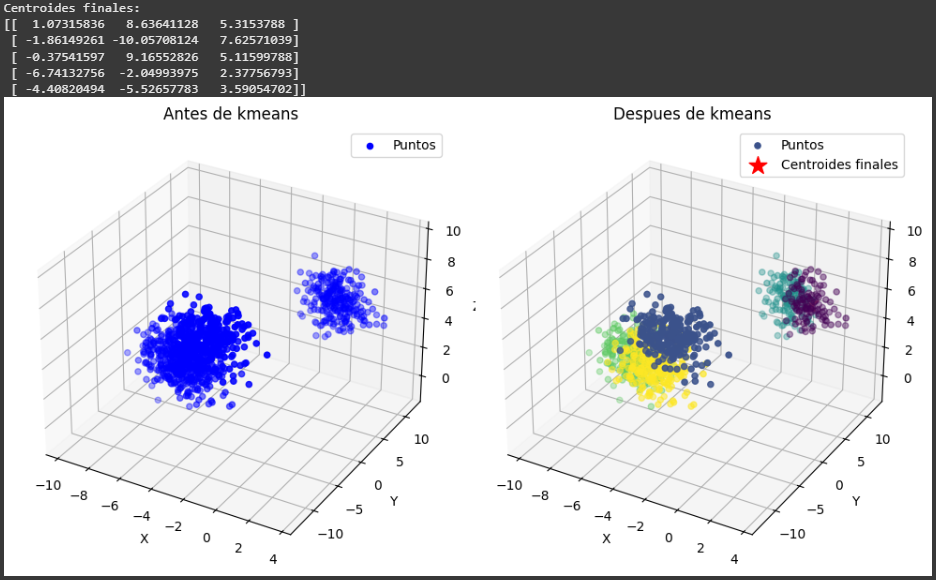 Centroides finales:
[[  1.07315836   8.63641128   5.3153788 ]
 [ -1.86149261 -10.05708124   7.62571039]
 [ -0.37541597   9.16552826   5.11599788]
 [ -6.74132756  -2.04993975   2.37756793]
 [ -4.40820494  -5.52657783   3.59054702]]
Antes de kmeans
Puntos
10
8
6
4
2
0
10
5
0
−5
−10
Y
−10
−8
−6
−4
−2
0
2
4
X
Despues de kmeans
Puntos
Centroides finales
10
8
6
4
2
0
10
5
0
−5
−10
Y
−10
−8
−6
−4
−2
0
2
4
X